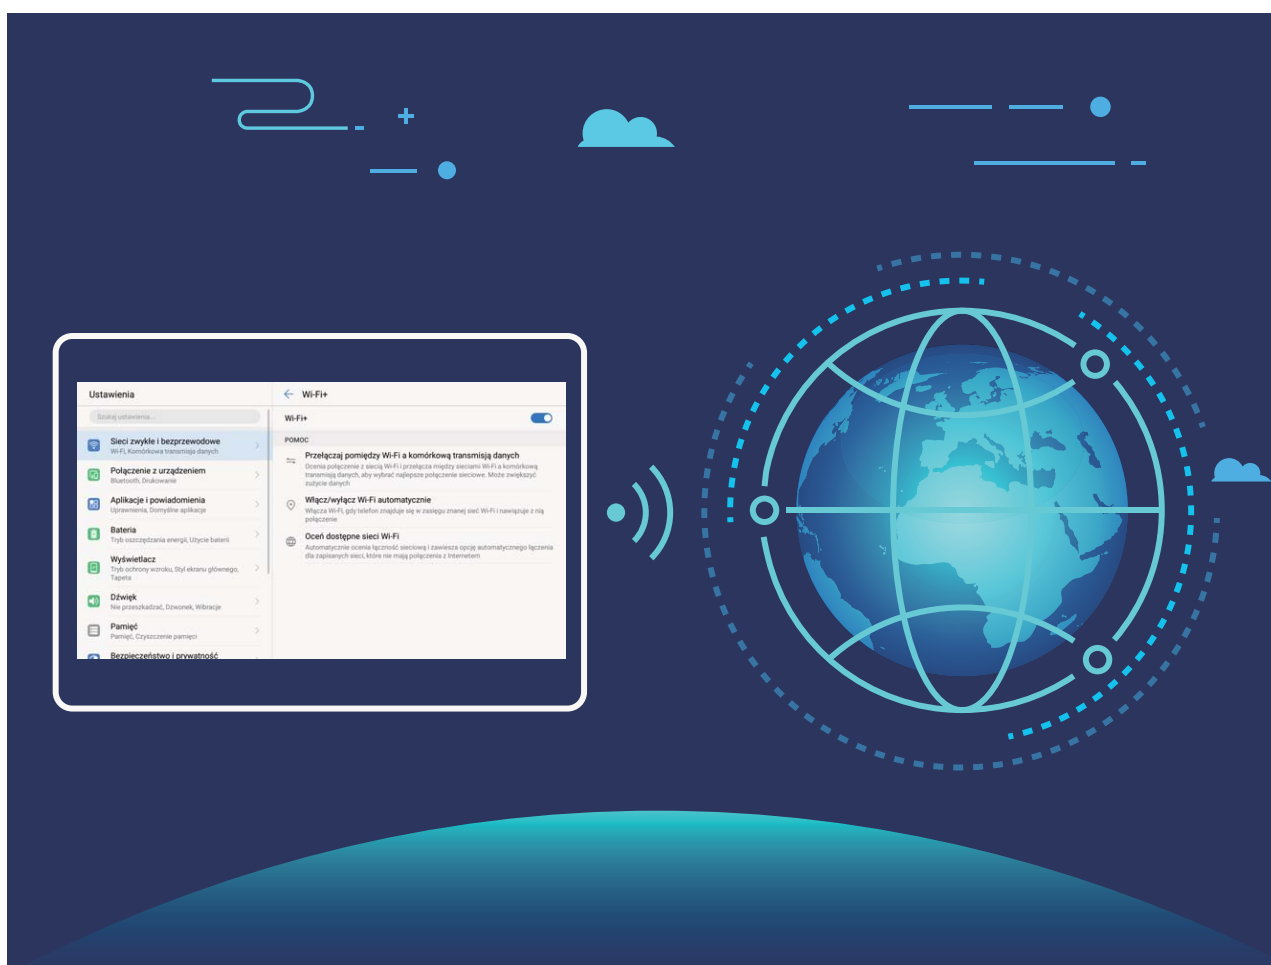 Ustawienia
Szukaj ustawienia...
Sieci zwykłe i bezprzewodowe
Wi-Fi, Komórkowa transmisja danych
Połączenie z urządzeniem
Bluetooth, Drukowanie
Aplikacje i powiadomienia
Uprawnienia, Domyślne aplikacje
Bateria
Tryb oszczędzania energii, Użycie baterii
Wyświetlacz
Tryb ochrony wzroku, Styl ekranu głównego,
Tapeta
Dźwięk
Nie przeszkadzać, Dzwonek, Wibracje
Pamięć
Pamięć, Czyszczenie pamięci
Bezpieczeństwo i prywatność
Wi-Fi+
Wi-Fi+
POMOC
Przełączaj pomiędzy Wi-Fi a komórkową transmisją danych
Ocenia połączenie z siecią Wi-Fi i przełącza między sieciami Wi-Fi a komórkową
transmisją danych, aby wybrać najlepsze połączenie sieciowe. Może zwiększyć
zużycie danych
Włącz/wyłącz Wi-Fi automatycznie
Włącza Wi-Fi, gdy telefon znajduje się w zasięgu znanej sieć Wi-Fi i nawiązuje z nią
połączenie
Oceń dostępne sieci Wi-Fi
Automatycznie ocenia łączność sieciową i zawiesza opcję automatycznego łączenia
dla zapisanych sieci, które nie mają połączenia z Internetem